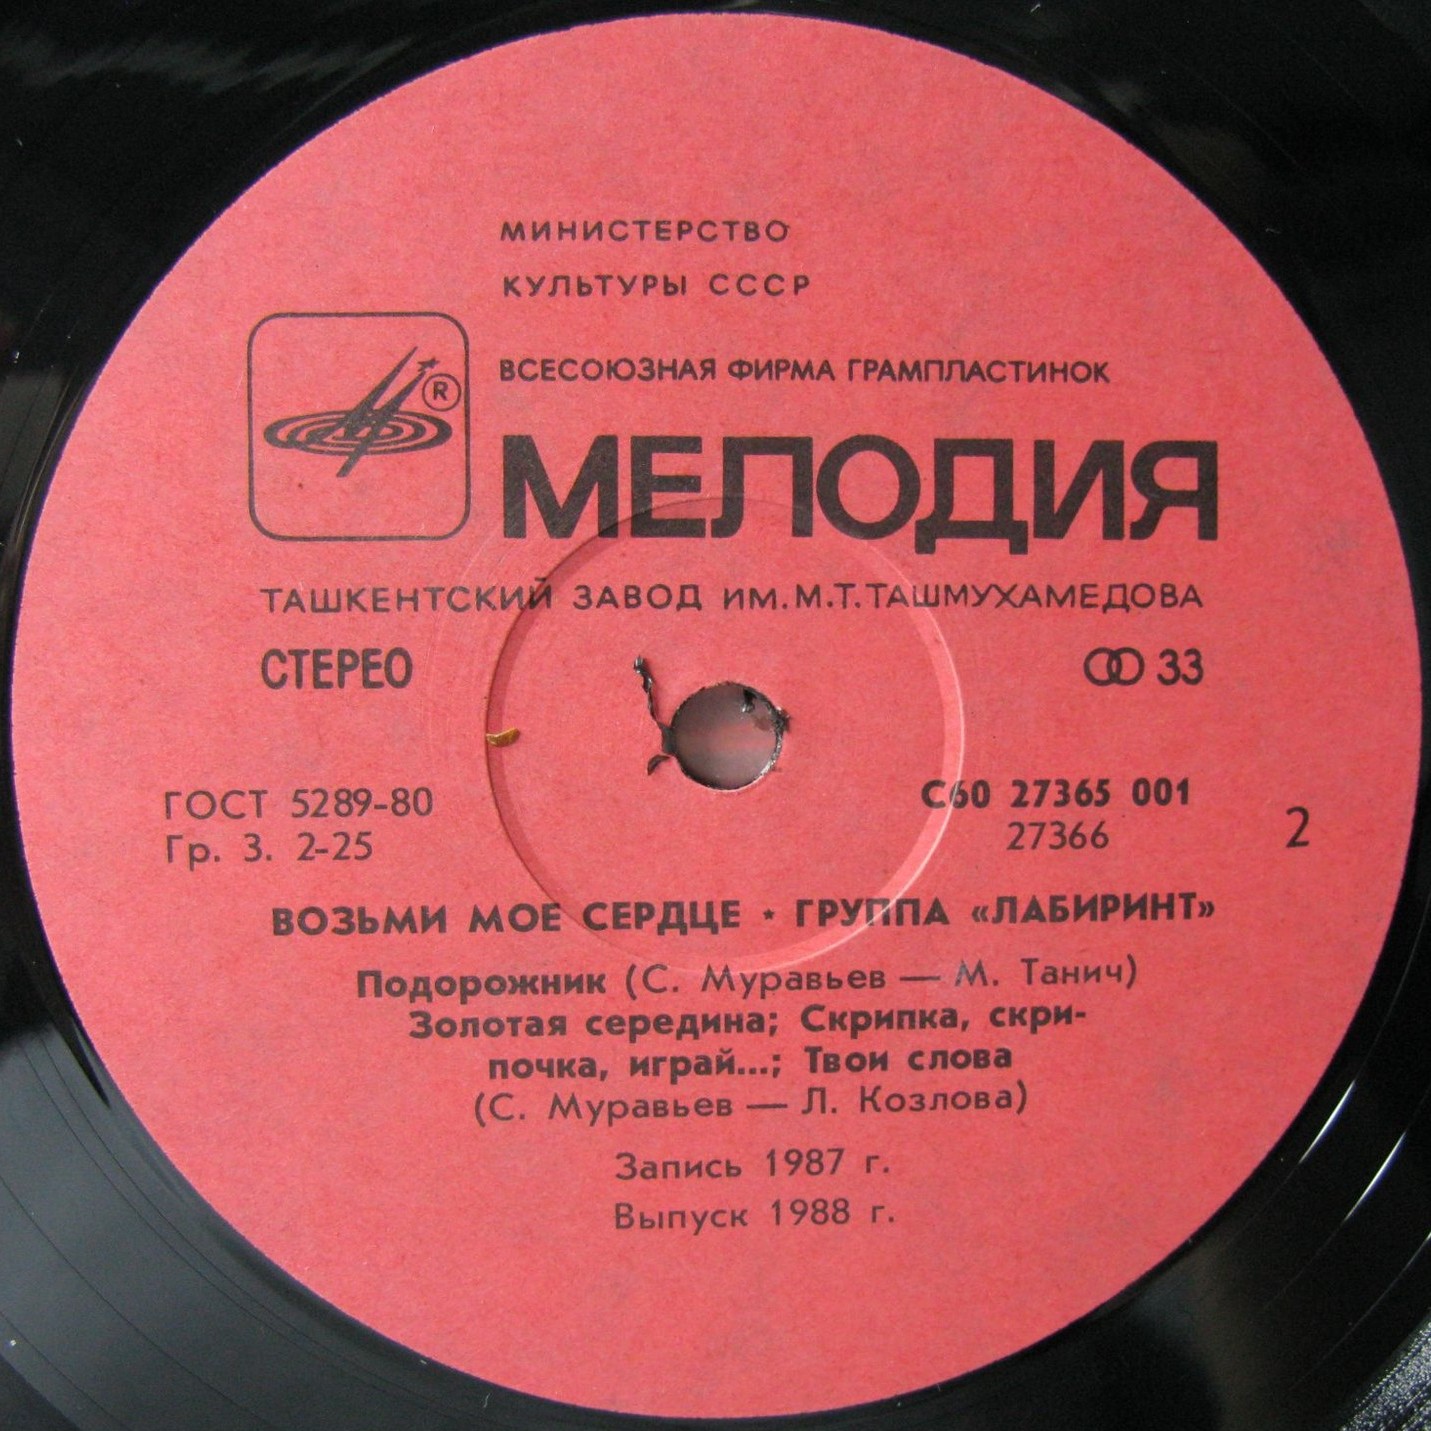 МИНИСТЕРСТВО
КУЛЬТУРЫ СССР
ВСЕСОЮЗНАЯ ФИРМА ГРАМПЛАСТИНОК
®
МЕЛОДИЯ
ТАШКЕНТСКИЙ ЗАВОД ИМ. М.Т. ТАШМУХАМЕДОВА
СТЕРЕО 33
ГОСТ 5289-80 С60 27365 001
Гр. 3. 2-25 27366 2
ВОЗЬМИ МОЕ СЕРДЦЕ • ГРУППА «ЛАБИРИНТ»
Подорожник (С. Муравьев — М. Танич)
Золотая середина; Скрипка, скри-
почка, играй...; Твои слова
(С. Муравьев — Л. Козлова)
Запись 1987 г.
Выпуск 1988 г.